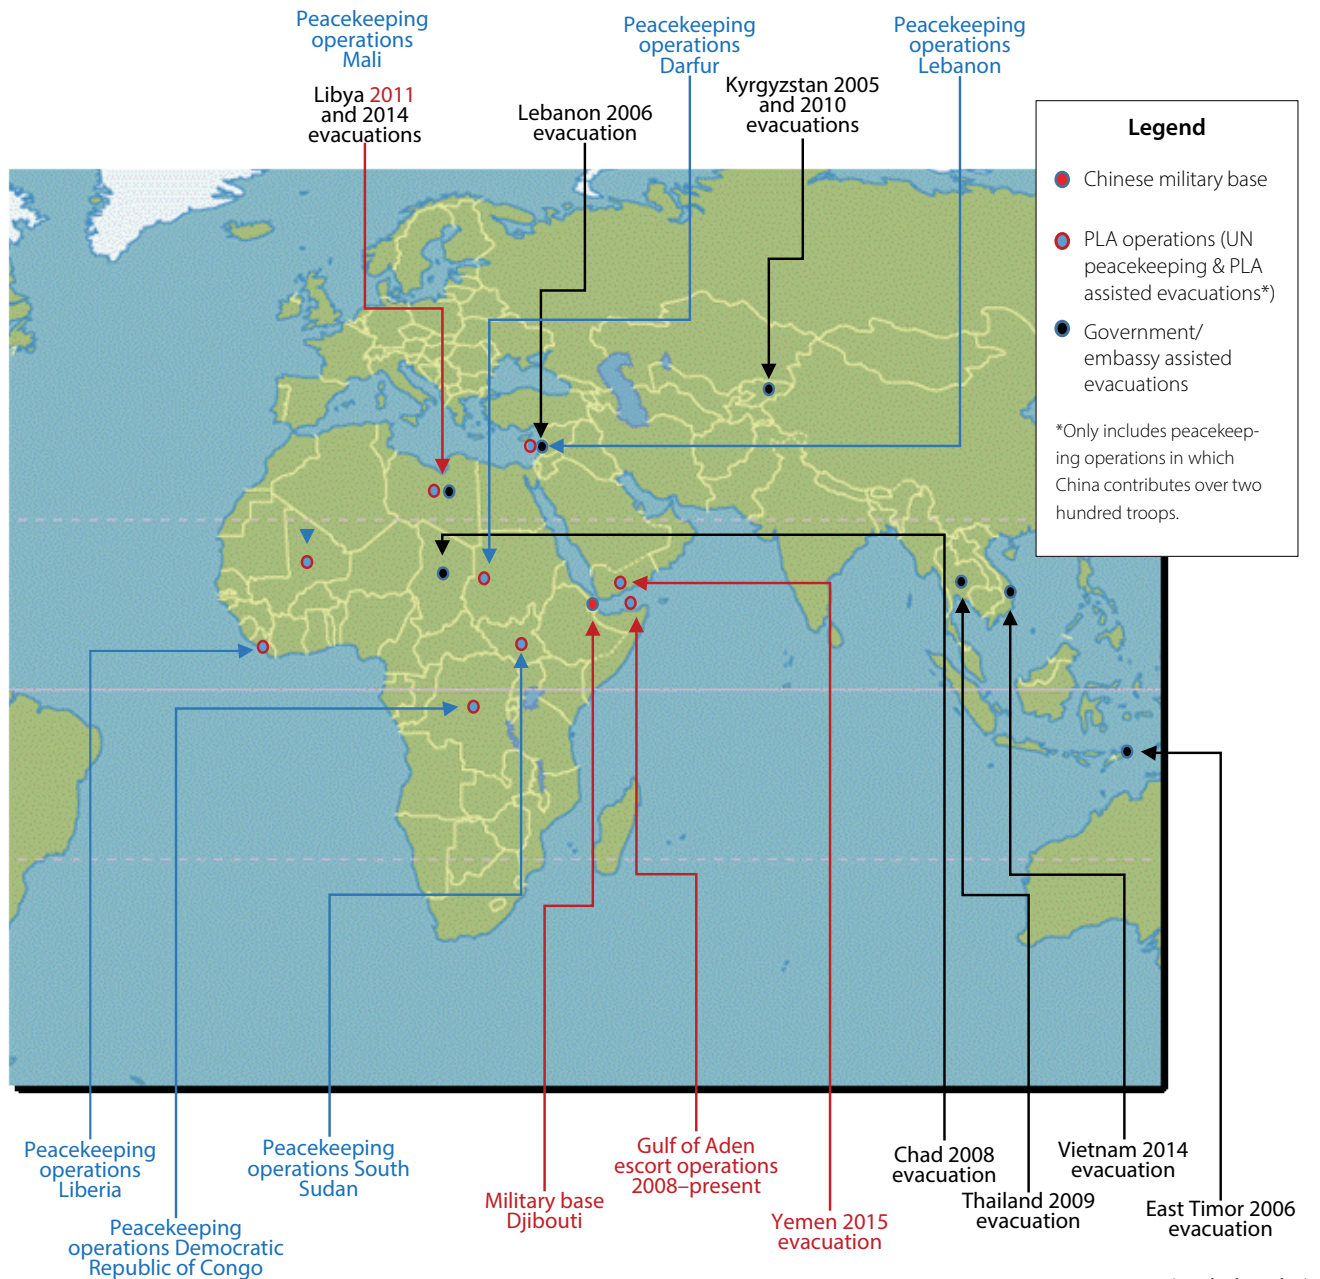 Peacekeeping
operations
Mali
Libya 2011
and 2014
evacuations
Lebanon 2006
evacuation
Peacekeeping
operations
Darfur
Kyrgyzstan 2005
and 2010
evacuations
Peacekeeping
operations
Lebanon
Legend
Chinese military base
PLA operations (UN
peacekeeping & PLA
assisted evacuations*)
Government/
embassy assisted
evacuations
*Only includes peacekeep-
ing operations in which
China contributes over two
hundred troops.
Peacekeeping
operations
Liberia
Peacekeeping
operations Democratic
Republic of Congo
Peacekeeping
operations South
Sudan
Military base
Djibouti
Gulf of Aden
escort operations
2008–present
Yemen 2015
evacuation
Chad 2008
evacuation
Thailand 2009
evacuation
Vietnam 2014
evacuation
East Timor 2006
evacuation